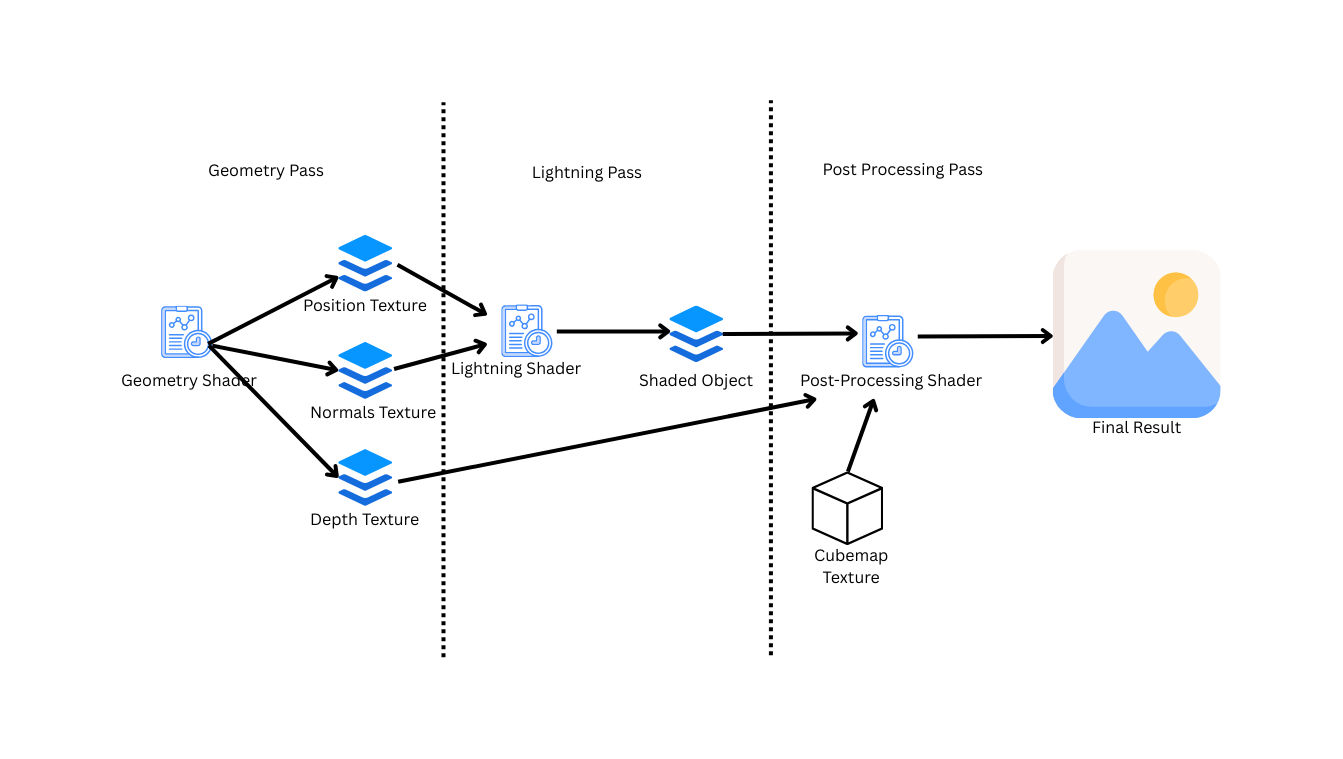 Geometry Pass
Lightning Pass
Post Processing Pass
Position Texture
Geometry Shader
Normals Texture
Depth Texture
Lightning Shader
Shaded Object
Post-Processing Shader
Cubemap
Texture
Final Result